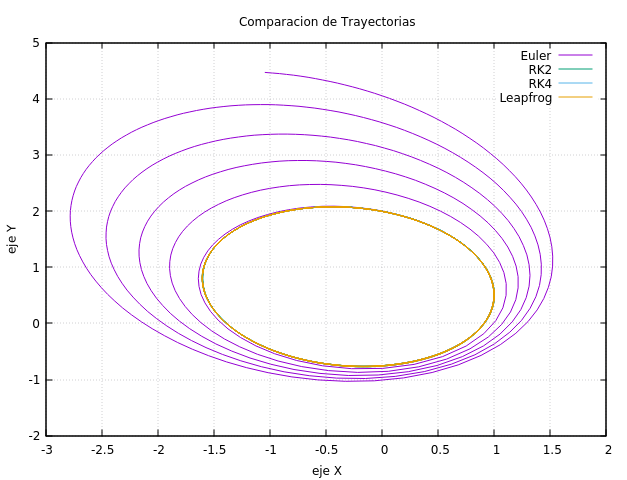 Comparacion de Trayectorias
Euler
RK2
RK4
Leapfrog
5
4
3
2
1
0
-1
-2
eje Y
-3 -2.5 -2 -1.5 -1 -0.5 0 0.5 1 1.5 2
eje X